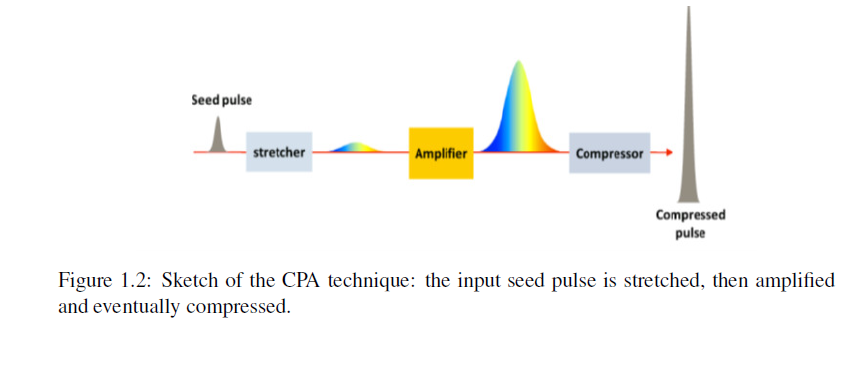 Seed pulse
stretcher
Amplifier
Compressor
Compressed
pulse
Figure 1.2: Sketch of the CPA technique: the input seed pulse is stretched, then amplified
and eventually compressed.